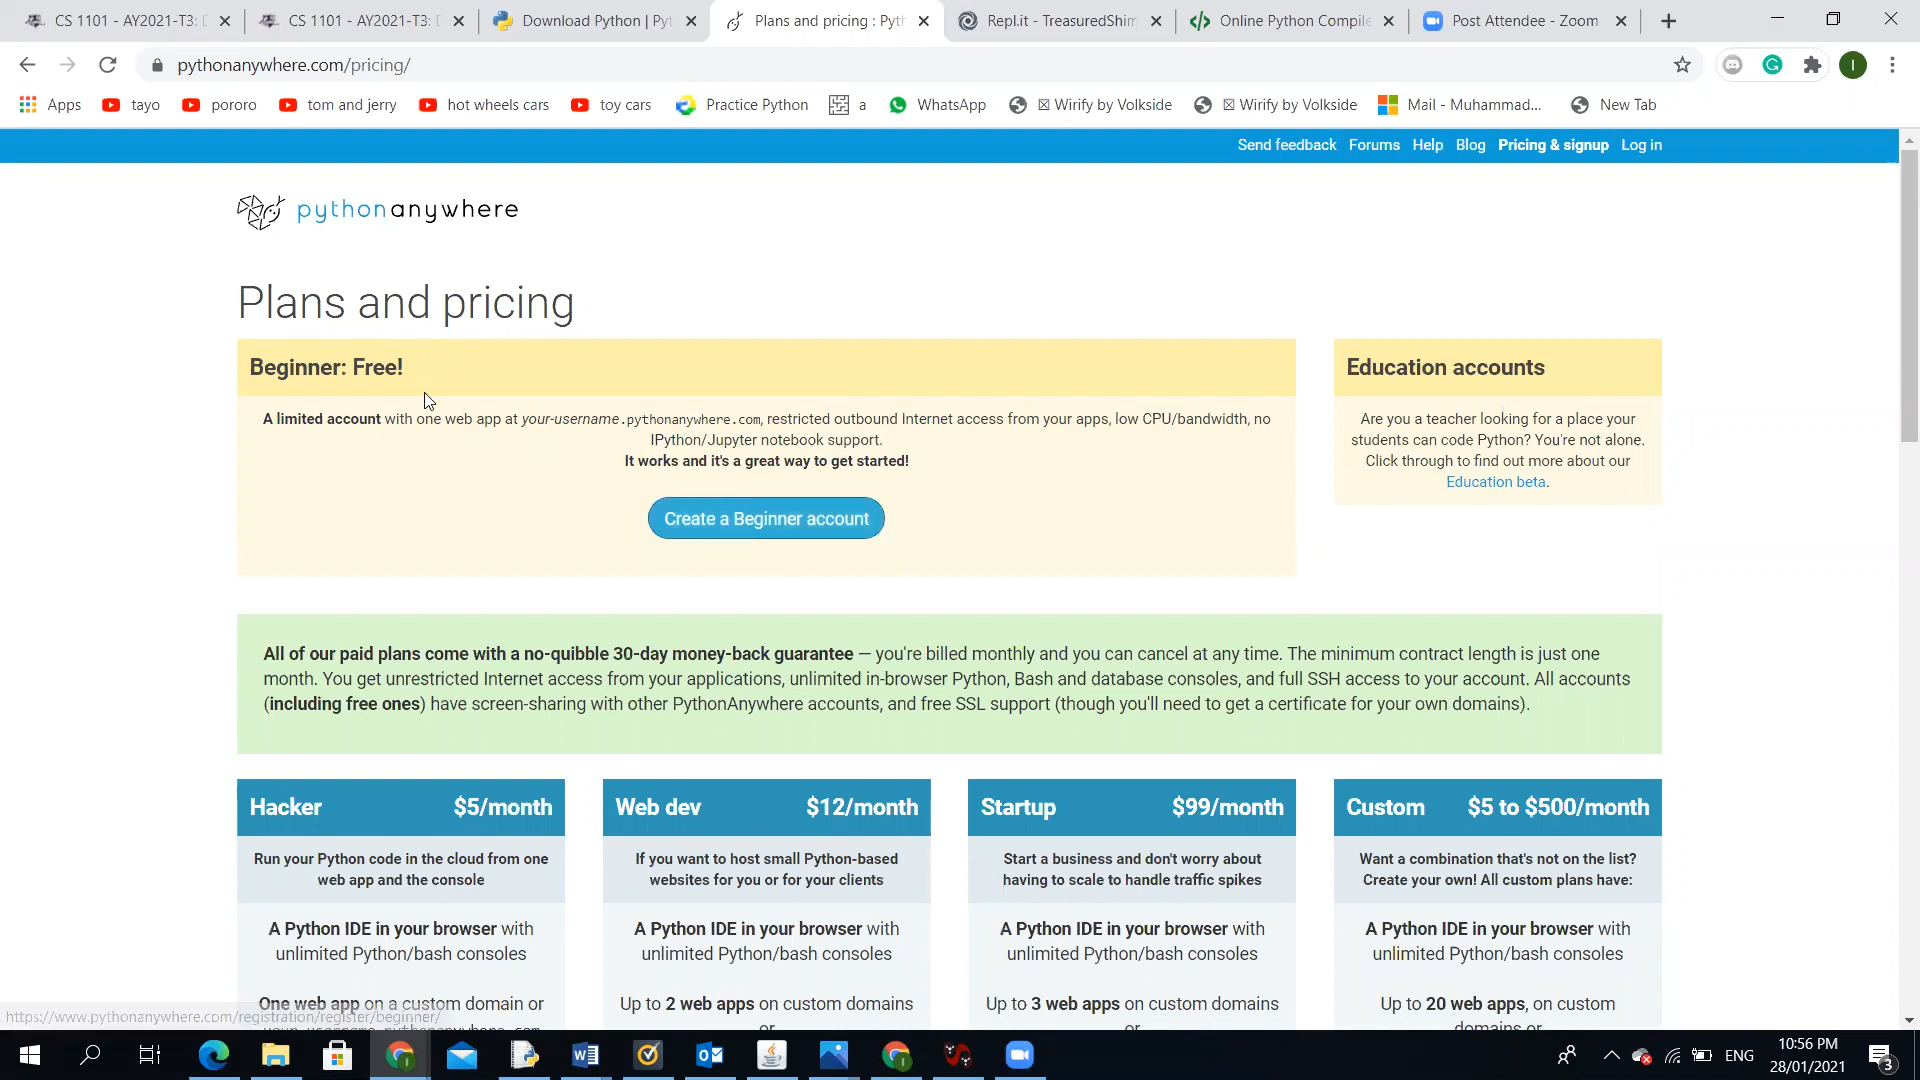 CS 1101 - AY2021-T3:
CS 1101 - AY2021-T3:
Download Python | Pyt
Plans and pricing : Pyth
Repl.it - TreasuredShim
Online Python Compile
Post Attendee - Zoom
pythonanywhere.com/pricing/
I
Apps
tayo
pororo
tom and jerry
hot wheels cars
toy cars
Practice Python
a
WhatsApp
☒ Wirify by Volkside
☒ Wirify by Volkside
Mail - Muhammad...
New Tab
Send feedback Forums Help Blog Pricing & signup Log in
pythonanywhere
Plans and pricing
Beginner: Free!
A limited account with one web app at your-username.pythonanywhere.com, restricted outbound Internet access from your apps, low CPU/bandwidth, no
IPython/Jupyter notebook support.
It works and it's a great way to get started!
Create a Beginner account
Education accounts
Are you a teacher looking for a place your
students can code Python? You're not alone.
Click through to find out more about our
Education beta.
All of our paid plans come with a no-quibble 30-day money-back guarantee — you're billed monthly and you can cancel at any time. The minimum contract length is just one
month. You get unrestricted Internet access from your applications, unlimited in-browser Python, Bash and database consoles, and full SSH access to your account. All accounts
(including free ones) have screen-sharing with other PythonAnywhere accounts, and free SSL support (though you'll need to get a certificate for your own domains).
Hacker $5/month
Run your Python code in the cloud from one
web app and the console
A Python IDE in your browser with
unlimited Python/bash consoles
One web app on a custom domain or
Web dev $12/month
If you want to host small Python-based
websites for you or for your clients
A Python IDE in your browser with
unlimited Python/bash consoles
Up to 2 web apps on custom domains
or
Startup $99/month
Start a business and don't worry about
having to scale to handle traffic spikes
A Python IDE in your browser with
unlimited Python/bash consoles
Up to 3 web apps on custom domains
or
Custom $5 to $500/month
Want a combination that's not on the list?
Create your own! All custom plans have:
A Python IDE in your browser with
unlimited Python/bash consoles
Up to 20 web apps, on custom
domains or
https://www.pythonanywhere.com/registration/register/beginner/
ENG
10:56 PM
28/01/2021
3